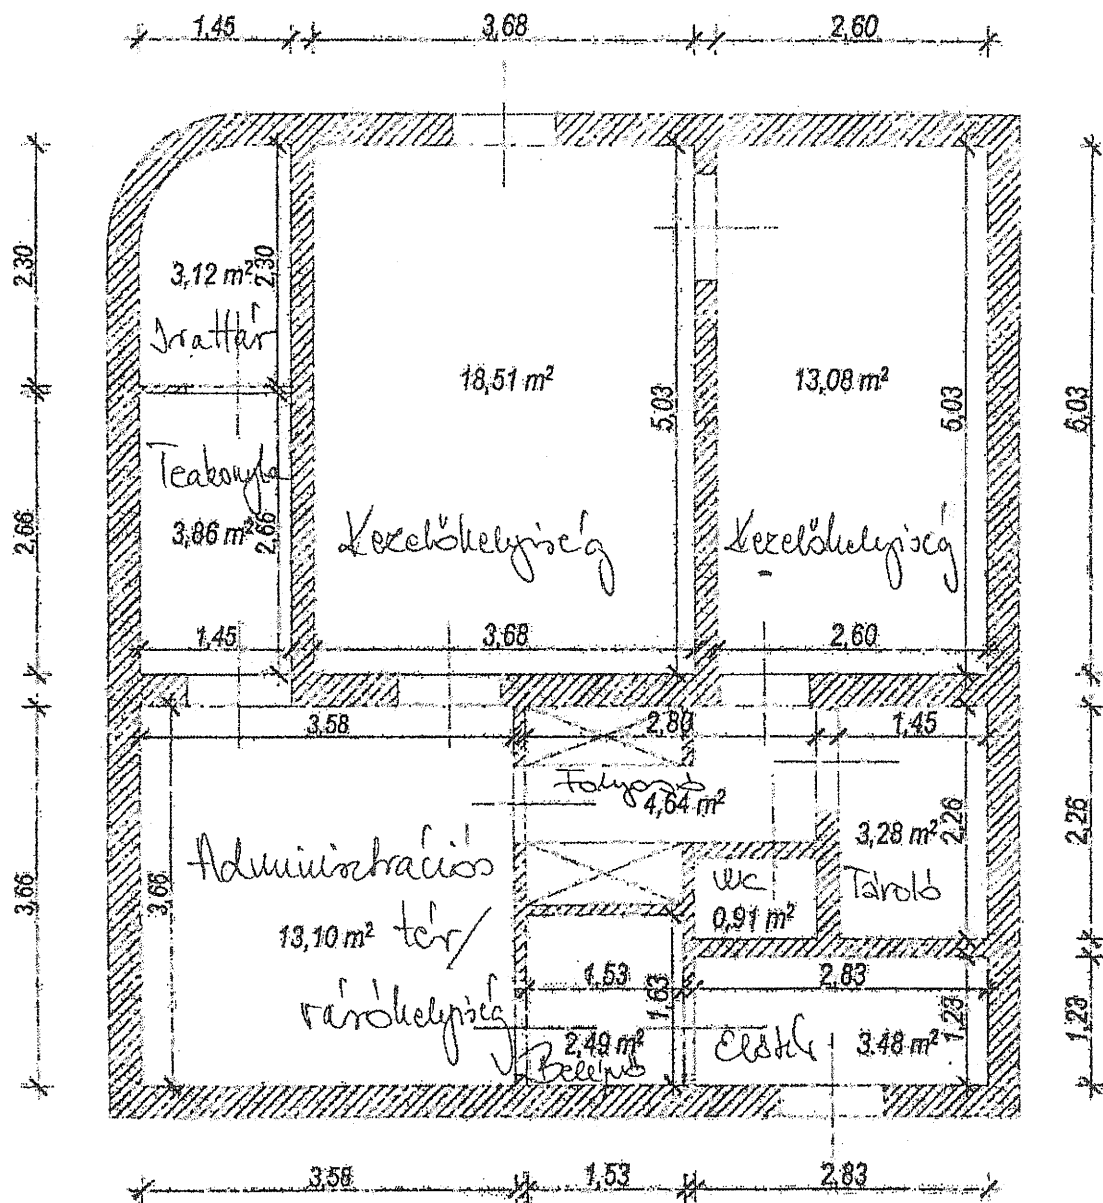 1,45 3,68 2,60
2,30
3,12 m² 2,30
Irattár
18,51 m² 13,08 m²
5,03 5,03 5,03
Teakonyha
3,86 m² 2,66
2,66
Kezelőhelyiség Kezelőhelyiség
1,45 3,68 2,60
3,58 2,80 1,45
Folyosó
4,64 m²
3,28 m² 2,26 2,26
Adminisztrációs
WC Tároló
3,66 3,66
0,91 m²
13,10 m² tér/
1,53 2,83
váróhelyiség 1,63
2,49 m² Előtér 3.48 m² 1,23 1,23
Belépő
3,58 1,53 2,83